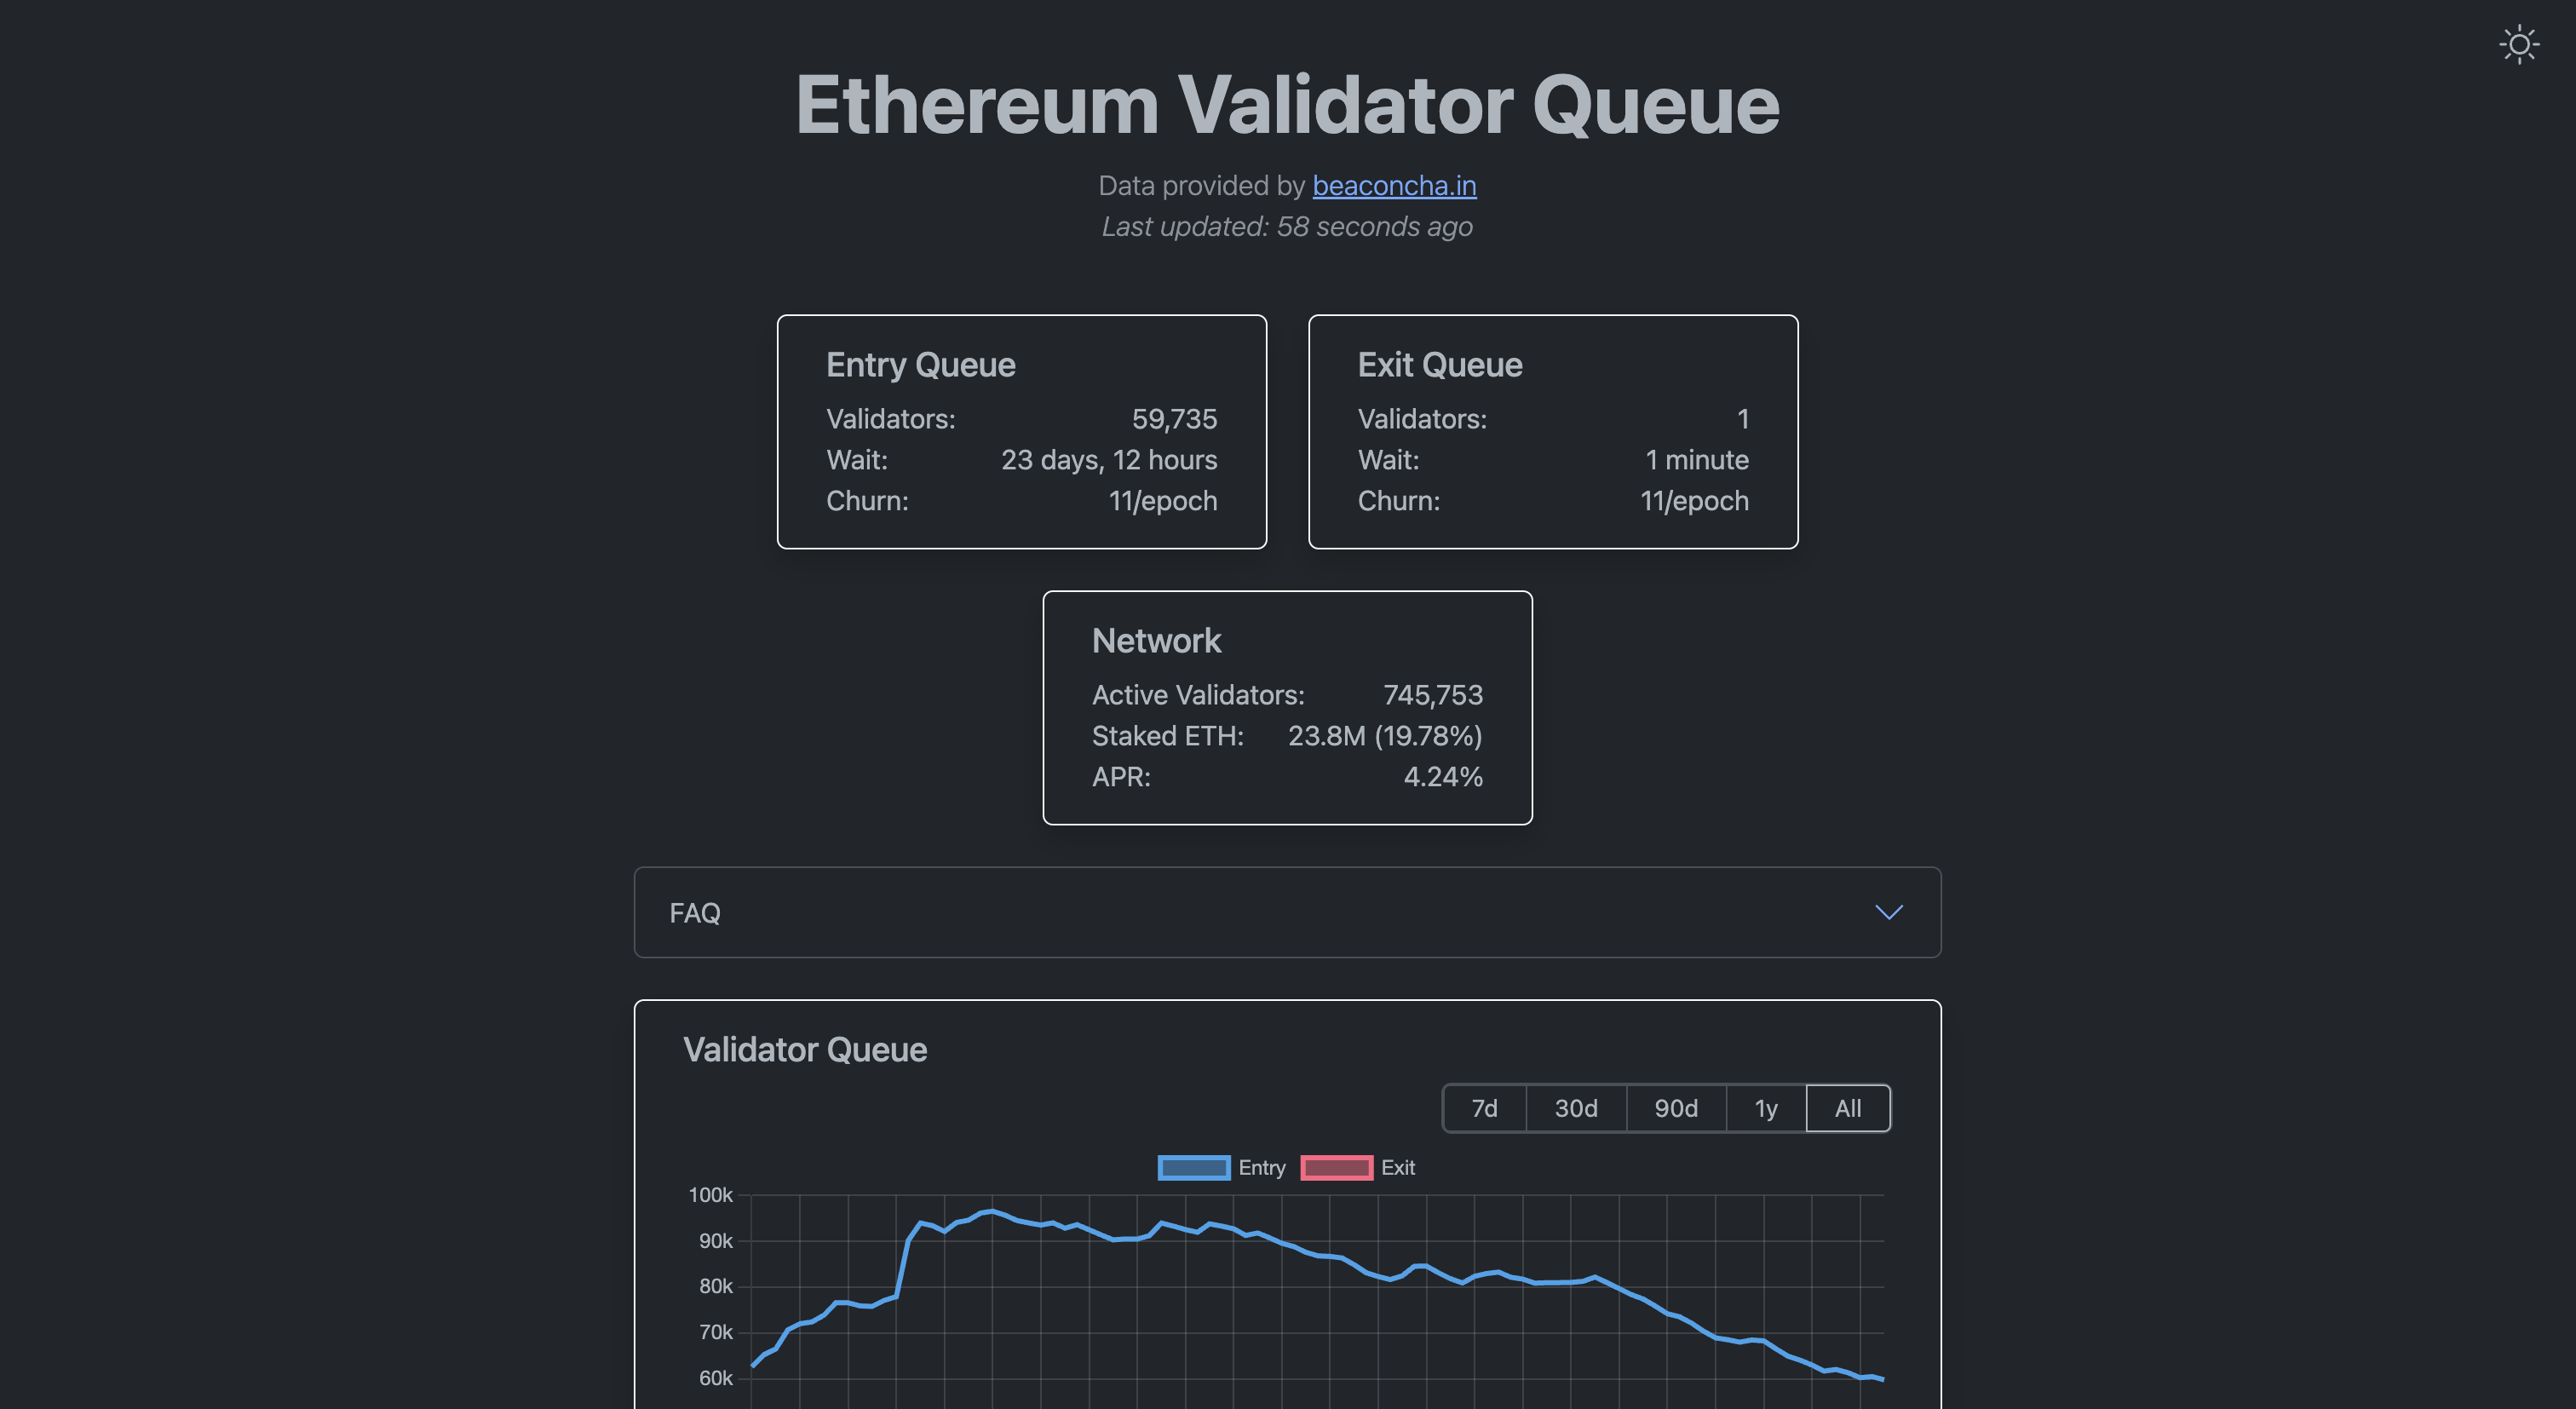 Ethereum Validator Queue
Data provided by beaconcha.in
Last updated: 58 seconds ago
Entry Queue
Validators: 59,735
Wait: 23 days, 12 hours
Churn: 11/epoch
Exit Queue
Validators: 1
Wait: 1 minute
Churn: 11/epoch
Network
Active Validators: 745,753
Staked ETH: 23.8M (19.78%)
APR: 4.24%
FAQ
Validator Queue
7d 30d 90d 1y All
Entry Exit
100k
90k
80k
70k
60k